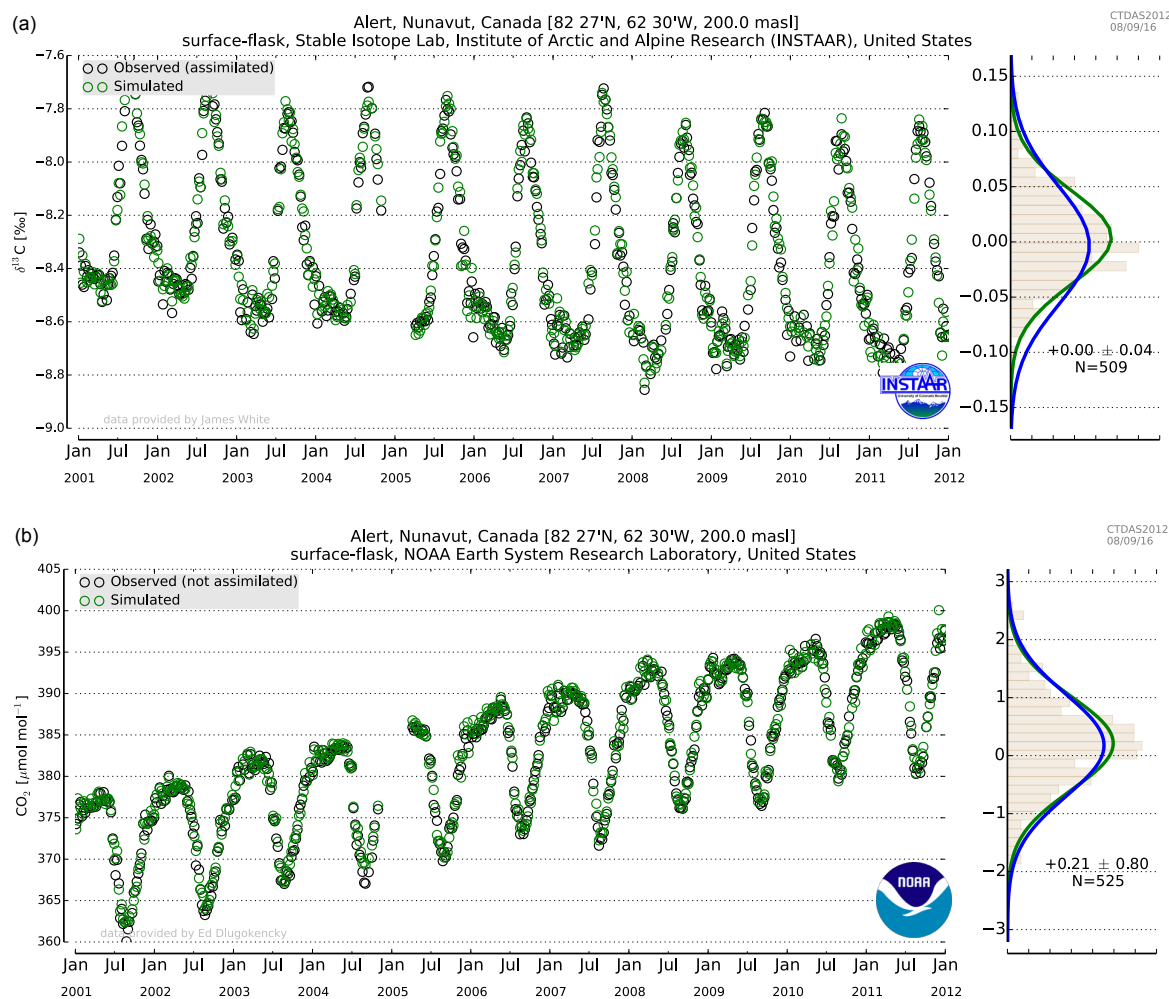 (a)
Alert, Nunavut, Canada [82 27'N, 62 30'W, 200.0 masl]
surface-flask, Stable Isotope Lab, Institute of Arctic and Alpine Research (INSTAAR), United States
CTDAS2012
08/09/16
Observed (assimilated)
Simulated
−7.6
−7.8
−8.0
−8.2
−8.4
−8.6
−8.8
−9.0
δ¹³C [‰]
data provided by James White
INSTAAR
University of Colorado Boulder
Jan Jul Jan Jul Jan Jul Jan Jul Jan Jul Jan Jul Jan Jul Jan Jul Jan Jul Jan Jul Jan Jul Jan
2001 2002 2003 2004 2005 2006 2007 2008 2009 2010 2011 2012
0.15
0.10
0.05
0.00
−0.05
−0.10
−0.15
+0.00 ± 0.04
N=509
(b)
Alert, Nunavut, Canada [82 27'N, 62 30'W, 200.0 masl]
surface-flask, NOAA Earth System Research Laboratory, United States
CTDAS2012
08/09/16
Observed (not assimilated)
Simulated
405
400
395
390
385
380
375
370
365
360
CO₂ [μmol mol⁻¹]
data provided by Ed Dlugokencky
NOAA
Jan Jul Jan Jul Jan Jul Jan Jul Jan Jul Jan Jul Jan Jul Jan Jul Jan Jul Jan Jul Jan Jul Jan
2001 2002 2003 2004 2005 2006 2007 2008 2009 2010 2011 2012
3
2
1
0
−1
−2
−3
+0.21 ± 0.80
N=525